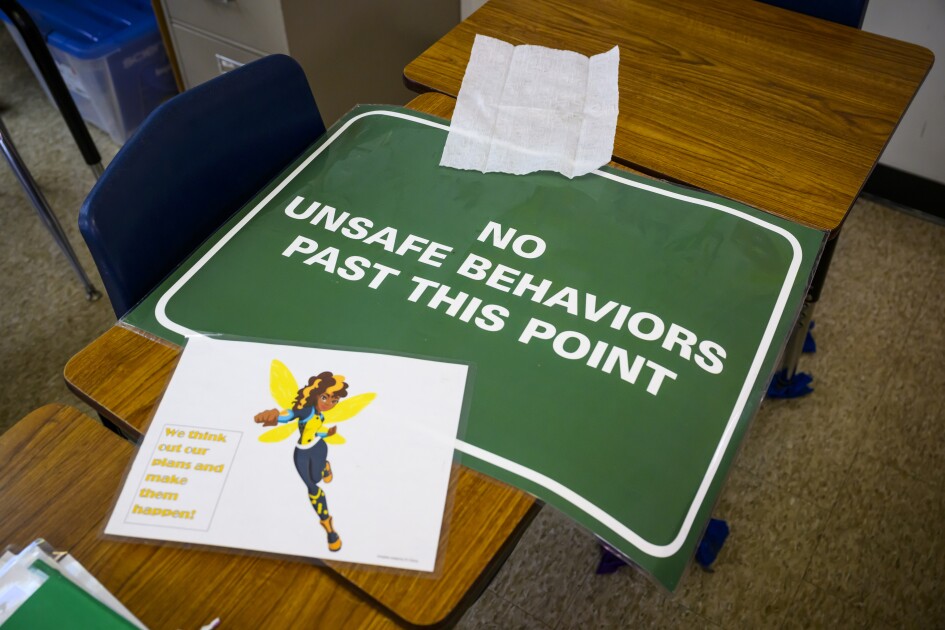 NO
UNSAFE BEHAVIORS
PAST THIS POINT
We think
out our
plans and
make
them
happen!